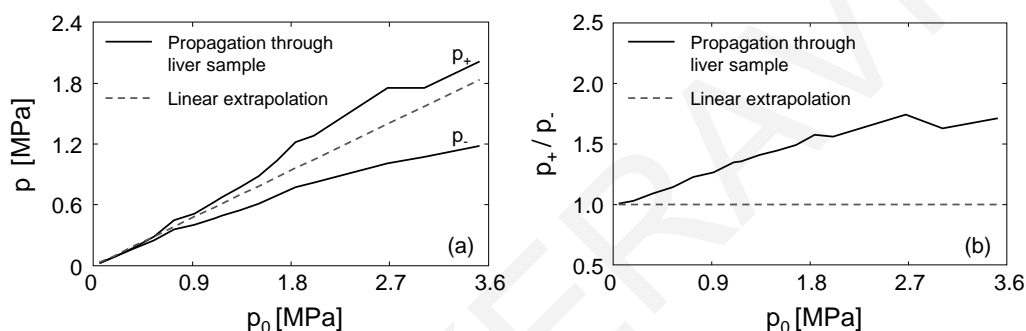 2.4
1.8
1.2
0.6
0
p [MPa]
Propagation through
liver sample
Linear extrapolation
p+
p-
(a)
0 0.9 1.8 2.7 3.6
p0 [MPa]
2.5
2.0
1.5
1.0
0.5
p+/ p-
Propagation through
liver sample
Linear extrapolation
(b)
0 0.9 1.8 2.7 3.6
p0 [MPa]